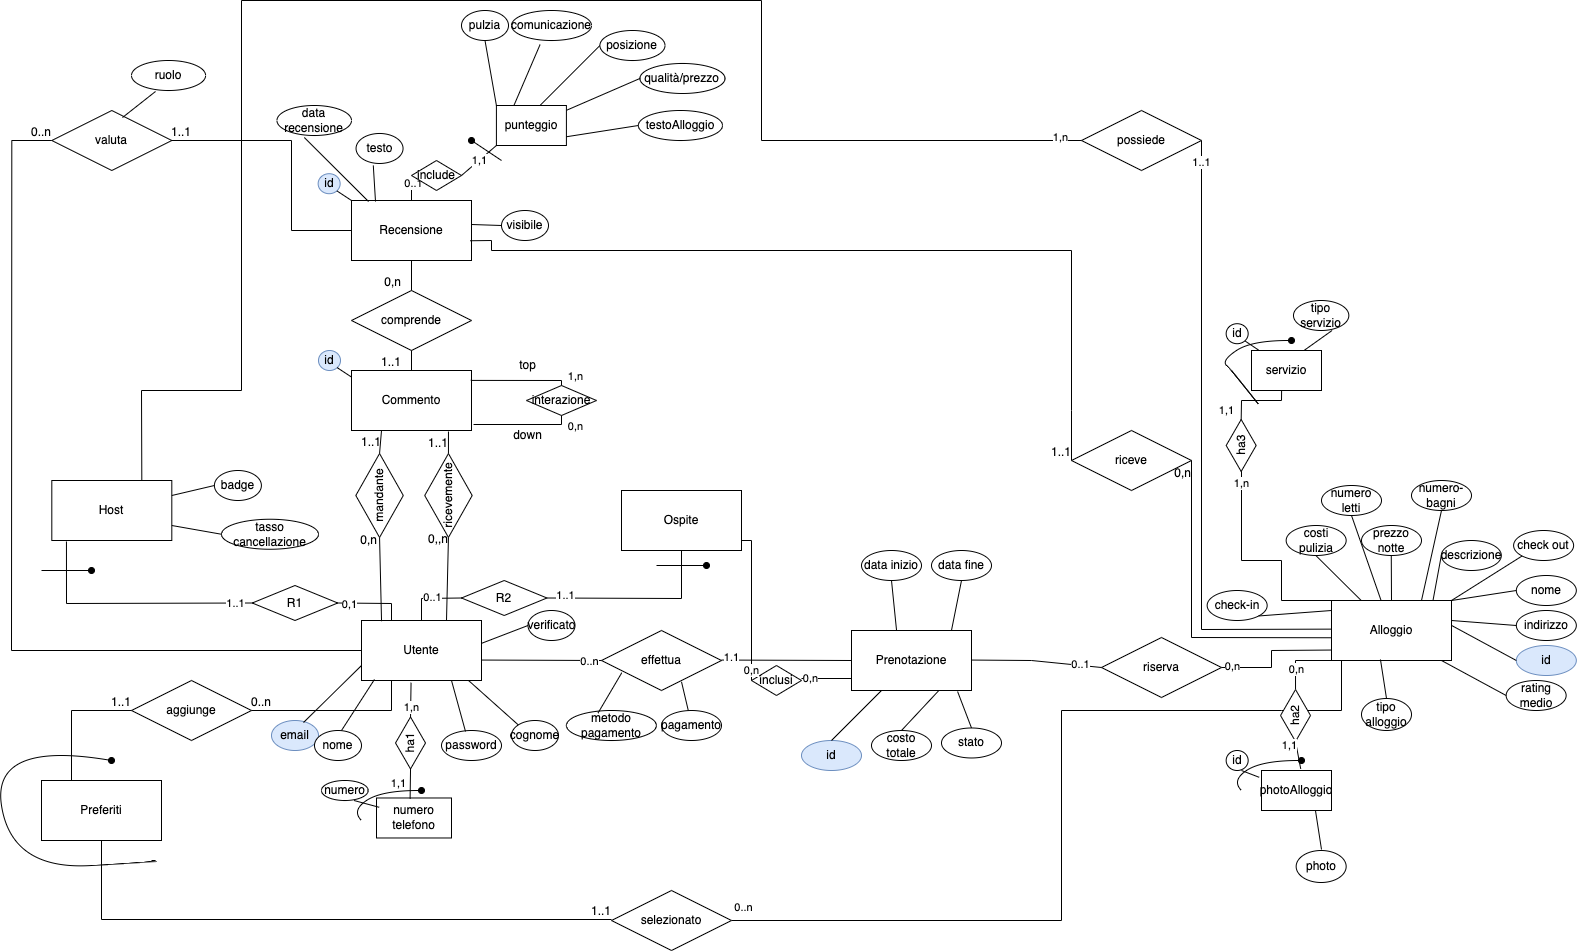 pulzia
comunicazione
posizione
qualità/prezzo
testoAlloggio
punteggio
ruolo
0..n
valuta
1..1
data
recensione
testo
id
include
0..1
1,1
Recensione
visibile
1,n
possiede
1..1
0,n
comprende
1..1
id
Commento
top
1,n
interazione
0,n
down
1..1
1..1
mandante
ricevemente
0,n
0,,n
1..1
riceve
0,n
id
tipo
servizio
servizio
1,1
ha3
1,n
Host
badge
tasso
cancellazione
Ospite
1..1
R1
0,1
0..1
R2
1..1
Utente
verificato
0..n
effettua
1.1
metodo
pagamento
pagamento
0,n
inclusi
0,n
data inizio
data fine
Prenotazione
id
costo
totale
stato
0..1
riserva
0,n
numero
letti
numero-
bagni
costi
pulizia
prezzo
notte
descrizione
check out
check-in
nome
Alloggio
indirizzo
id
rating
medio
tipo
alloggio
0,n
ha2
1,1
id
photoAlloggio
photo
1..1
aggiunge
0..n
email
nome
1,n
ha1
1,1
password
cognome
numero
numero
telefono
Preferiti
1..1
selezionato
0..n